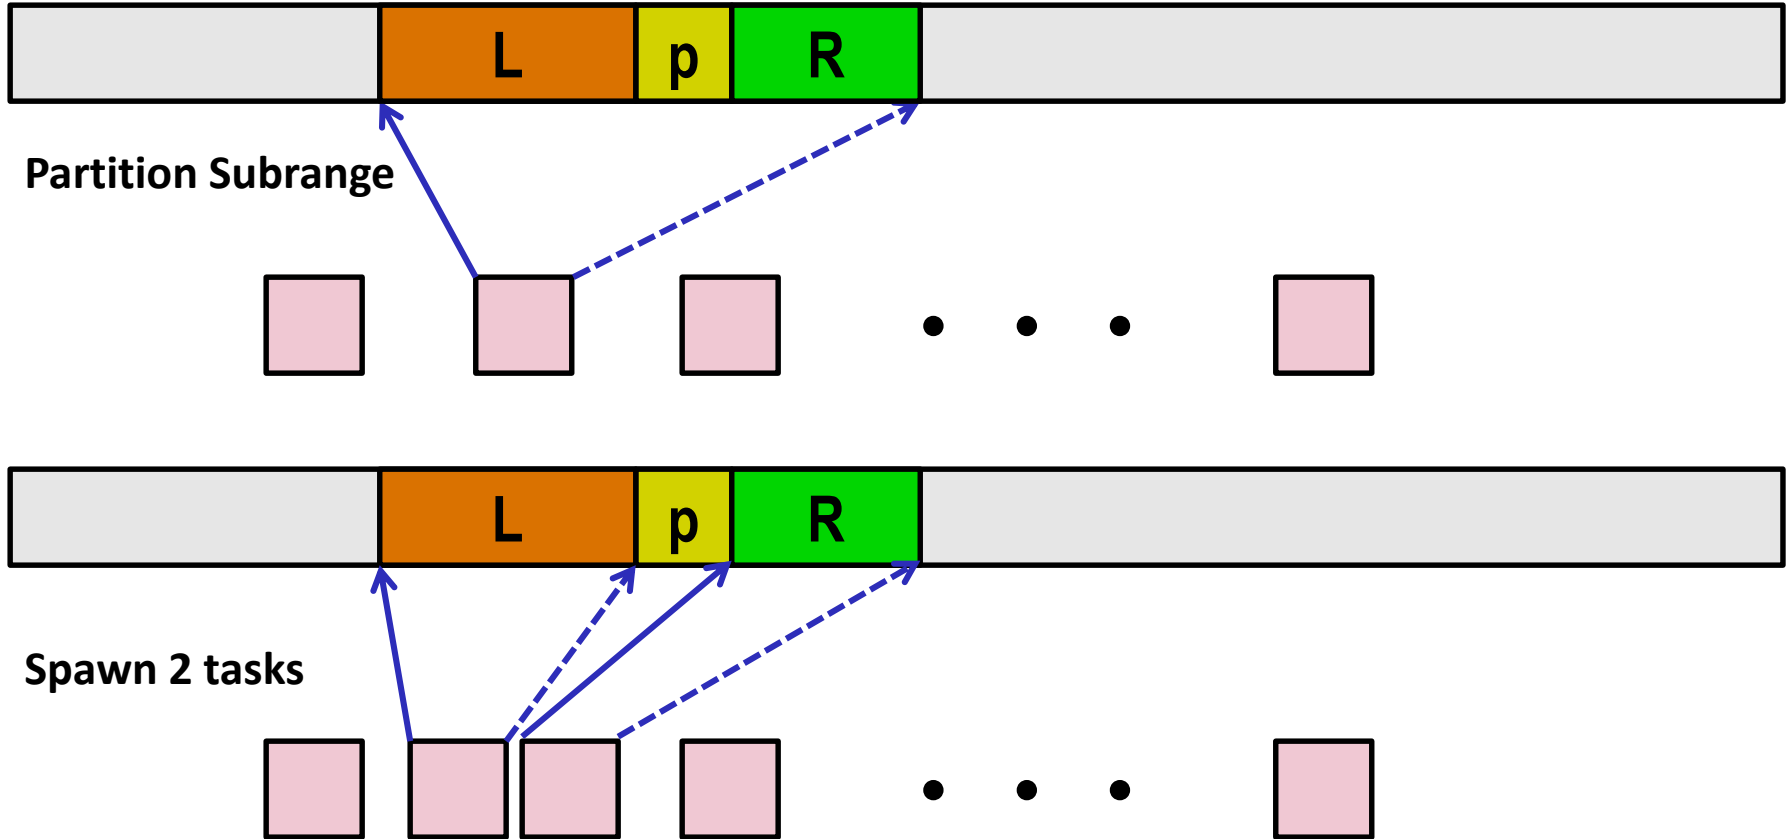 L p R
Partition Subrange
• • •
L p R
Spawn 2 tasks
• • •